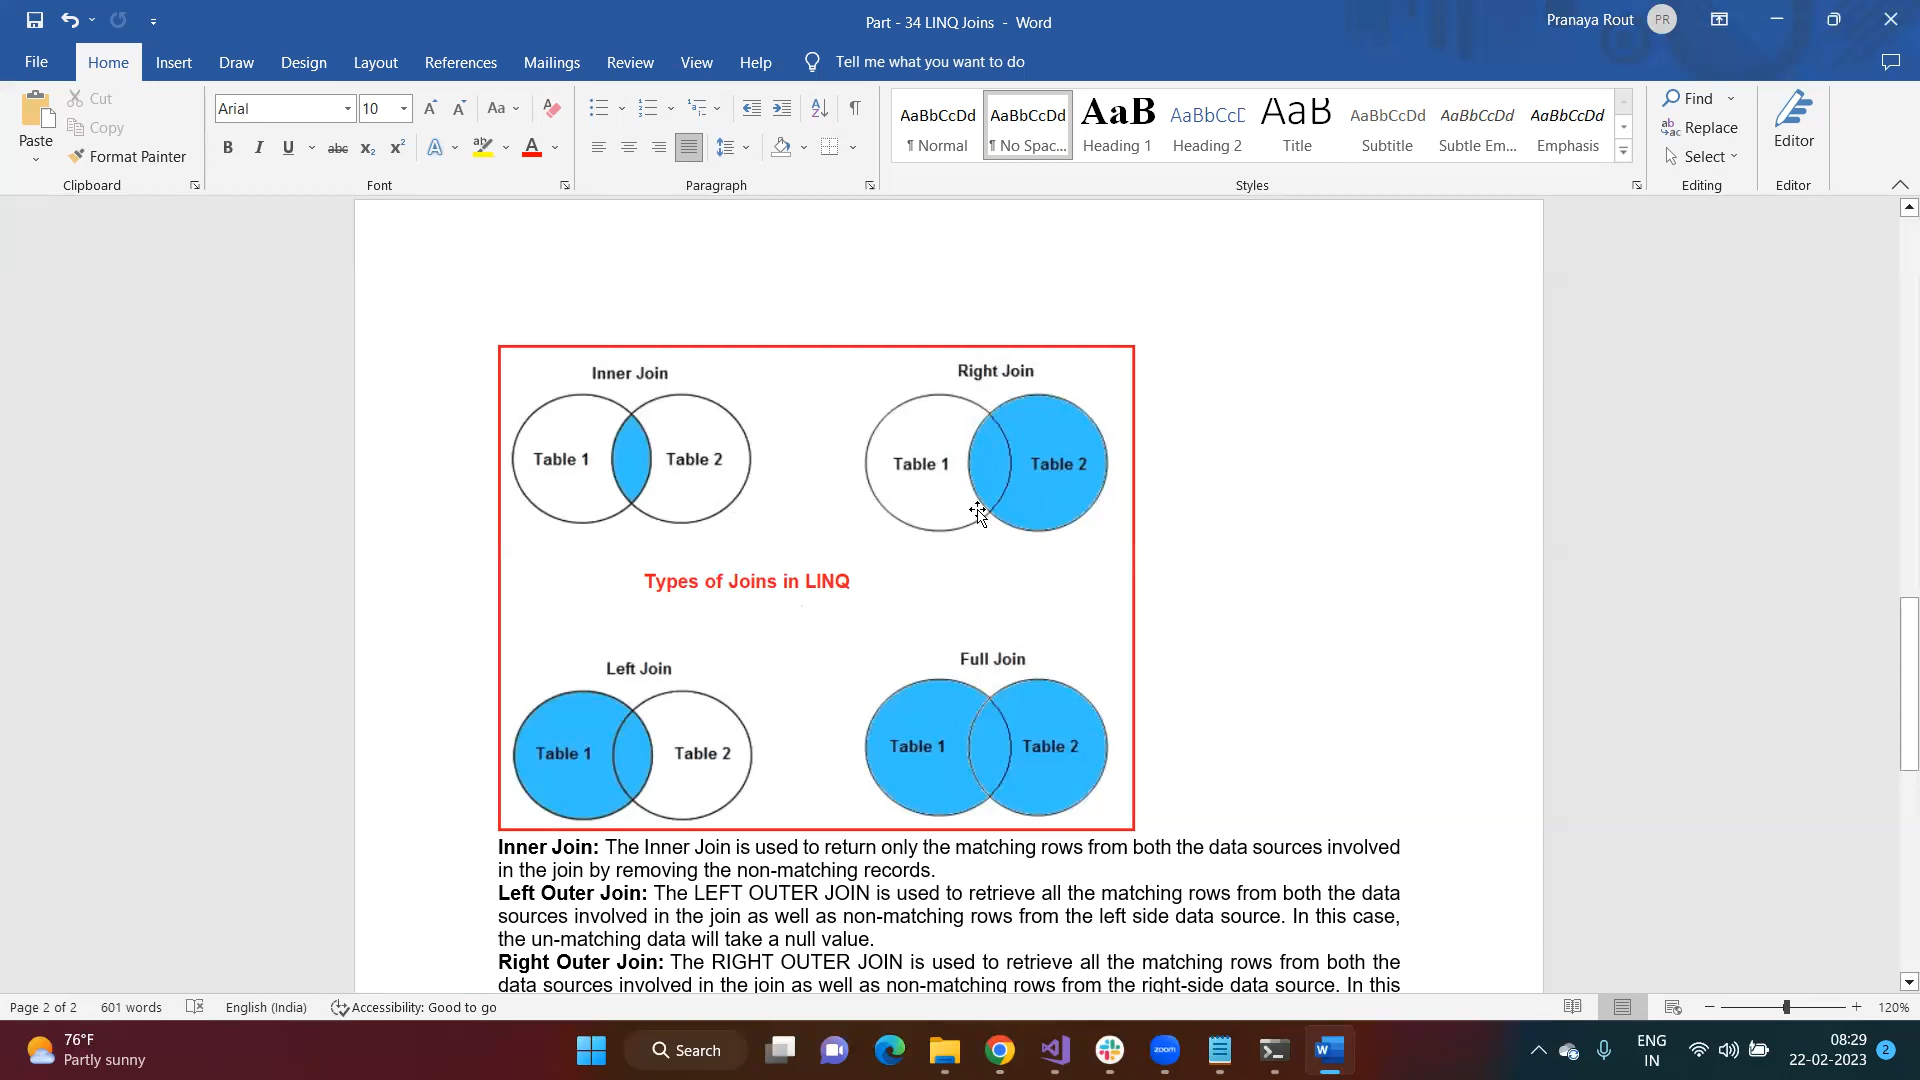 Part - 34 LINQ Joins - Word
Pranaya Rout
PR
File
Home
Insert
Draw
Design
Layout
References
Mailings
Review
View
Help
Tell me what you want to do
Paste
Cut
Copy
Format Painter
Clipboard
Arial
10
Aa
B
I
U
abc
x₂
x²
A
ab
A
Font
Paragraph
AaBbCcDd
¶ Normal
AaBbCcDd
¶ No Spac...
AaB
Heading 1
AaBbCcD
Heading 2
AaB
Title
AaBbCcDd
Subtitle
AaBbCcDd
Subtle Em...
AaBbCcDd
Emphasis
Styles
Find
Replace
Select
Editing
Editor
Editor
Inner Join
Table 1
Table 2
Right Join
Table 1
Table 2
Types of Joins in LINQ
Left Join
Table 1
Table 2
Full Join
Table 1
Table 2
Inner Join: The Inner Join is used to return only the matching rows from both the data sources involved
in the join by removing the non-matching records.
Left Outer Join: The LEFT OUTER JOIN is used to retrieve all the matching rows from both the data
sources involved in the join as well as non-matching rows from the left side data source. In this case,
the un-matching data will take a null value.
Right Outer Join: The RIGHT OUTER JOIN is used to retrieve all the matching rows from both the
data sources involved in the join as well as non-matching rows from the right-side data source. In this
Page 2 of 2
601 words
English (India)
Accessibility: Good to go
120%
76°F
Partly sunny
Search
zoom
W
ENG
IN
08:29
22-02-2023
2